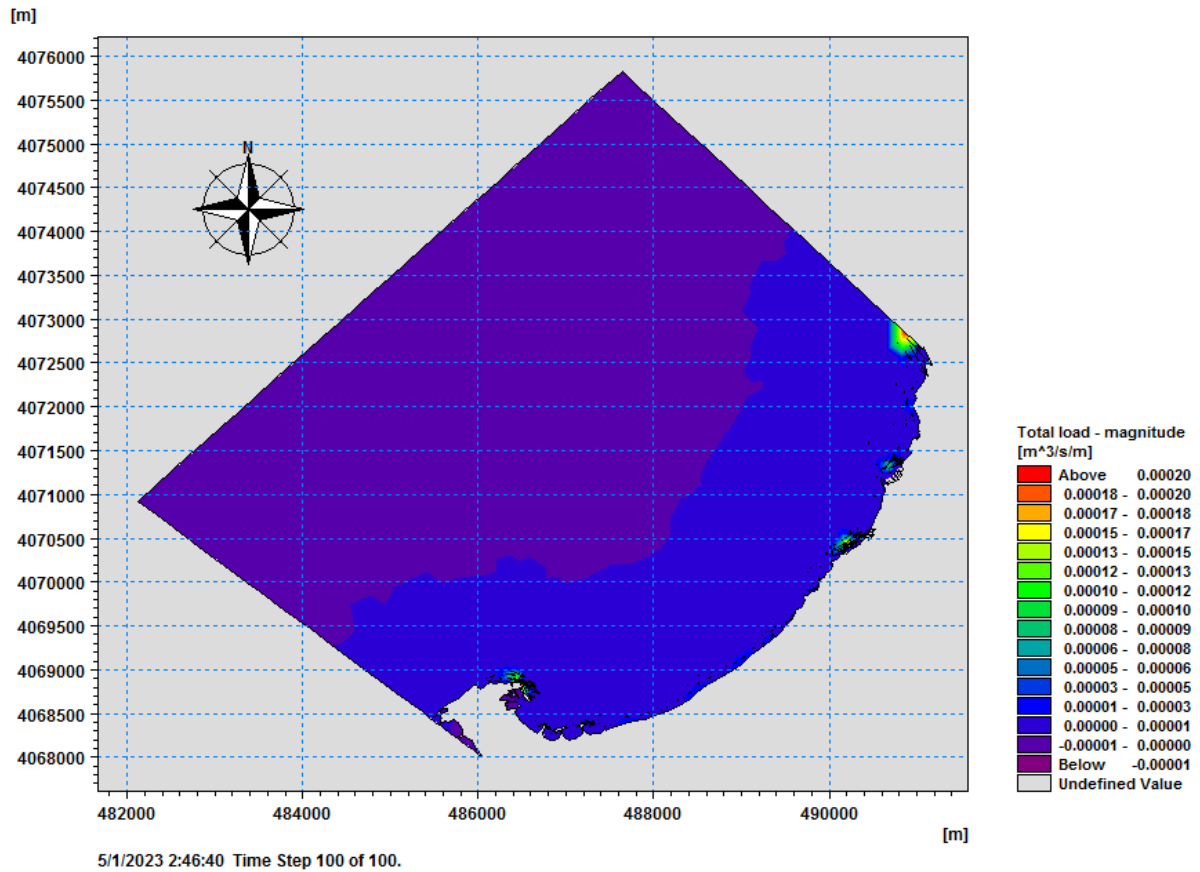 [m]
4076000
4075500
4075000
4074500
4074000
4073500
4073000
4072500
4072000
4071500
4071000
4070500
4070000
4069500
4069000
4068500
4068000
N
482000 484000 486000 488000 490000
[m]
5/1/2023 2:46:40 Time Step 100 of 100.
Total load - magnitude
[m^3/s/m]
Above 0.00020
0.00018 - 0.00020
0.00017 - 0.00018
0.00015 - 0.00017
0.00013 - 0.00015
0.00012 - 0.00013
0.00010 - 0.00012
0.00009 - 0.00010
0.00008 - 0.00009
0.00006 - 0.00008
0.00005 - 0.00006
0.00003 - 0.00005
0.00001 - 0.00003
0.00000 - 0.00001
-0.00001 - 0.00000
Below -0.00001
Undefined Value